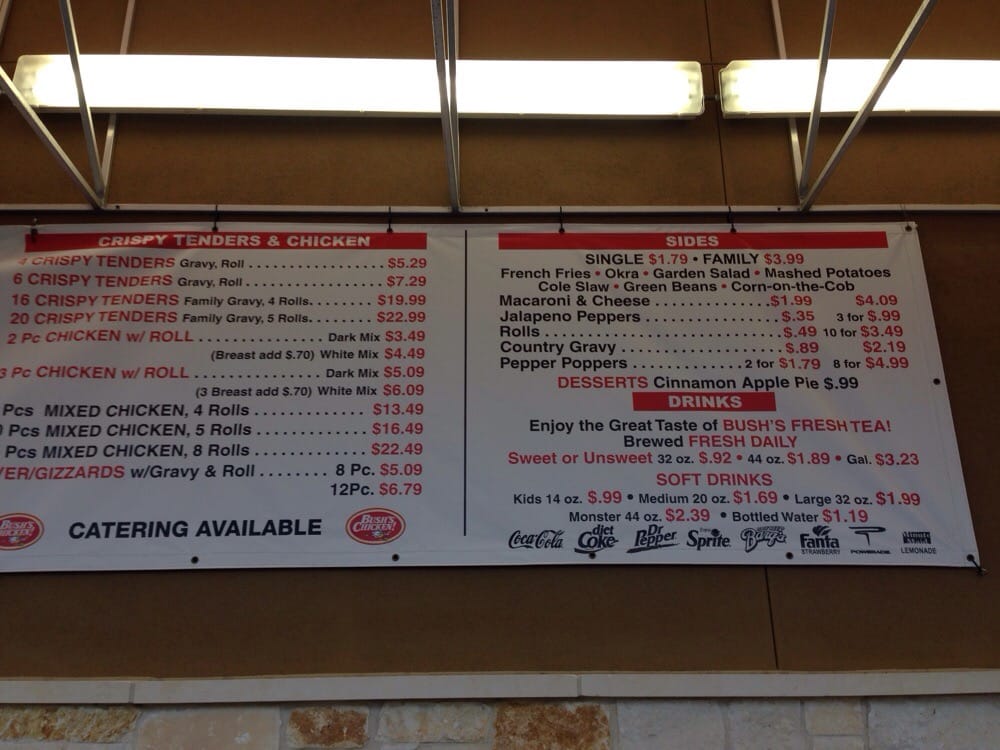 CRISPY TENDERS & CHICKEN
4 CRISPY TENDERS Gravy, Roll ..................... $5.29
6 CRISPY TENDERS Gravy, Roll ..................... $7.29
16 CRISPY TENDERS Family Gravy, 4 Rolls. ........ $19.99
20 CRISPY TENDERS Family Gravy, 5 Rolls. ........ $22.99
2 Pc CHICKEN w/ ROLL ................. Dark Mix $3.49
(Breast add $.70) White Mix $4.49
3 Pc CHICKEN w/ ROLL ................. Dark Mix $5.09
(3 Breast add $.70) White Mix $6.09
Pcs MIXED CHICKEN, 4 Rolls ............. $13.49
Pcs MIXED CHICKEN, 5 Rolls ............. $16.49
Pcs MIXED CHICKEN, 8 Rolls ............. $22.49
VER/GIZZARDS w/Gravy & Roll ........ 8 Pc. $5.09
12Pc. $6.79
BUSH'S CHICKEN!
CATERING AVAILABLE
BUSH'S CHICKEN!
SIDES
SINGLE $1.79 • FAMILY $3.99
French Fries • Okra • Garden Salad • Mashed Potatoes
Cole Slaw • Green Beans • Corn-on-the-Cob
Macaroni & Cheese ................ $1.99 $4.09
Jalapeno Peppers .................. $.35 3 for $.99
Rolls ............................. $.49 10 for $3.49
Country Gravy ..................... $.89 $2.19
Pepper Poppers ............... 2 for $1.79 8 for $4.99
DESSERTS Cinnamon Apple Pie $.99
DRINKS
Enjoy the Great Taste of BUSH'S FRESH TEA!
Brewed FRESH DAILY
Sweet or Unsweet 32 oz. $.92 • 44 oz. $1.89 • Gal. $3.23
SOFT DRINKS
Kids 14 oz. $.99 • Medium 20 oz. $1.69 • Large 32 oz. $1.99
Monster 44 oz. $2.39 • Bottled Water $1.19
Coca-Cola diet Coke Dr Pepper Sprite Barq's Fanta STRAWBERRY POWERADE Minute Maid LEMONADE